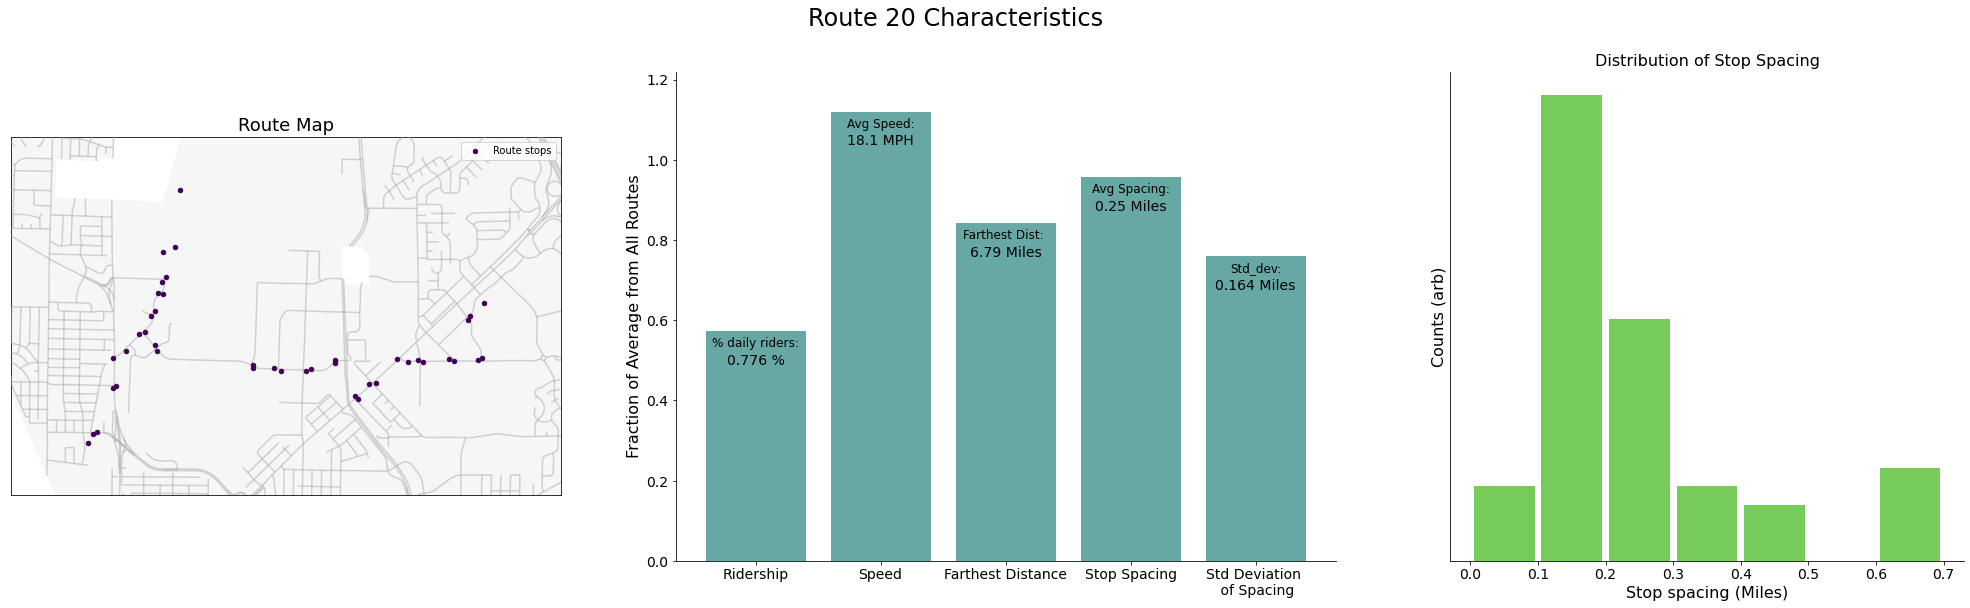 Route 20 Characteristics
Route Map
Route stops
Fraction of Average from All Routes
1.2
1.0
0.8
0.6
0.4
0.2
0.0
% daily riders:
0.776 %
Avg Speed:
18.1 MPH
Farthest Dist:
6.79 Miles
Avg Spacing:
0.25 Miles
Std_dev:
0.164 Miles
Ridership
Speed
Farthest Distance
Stop Spacing
Std Deviation
of Spacing
Distribution of Stop Spacing
Counts (arb)
0.0 0.1 0.2 0.3 0.4 0.5 0.6 0.7
Stop spacing (Miles)